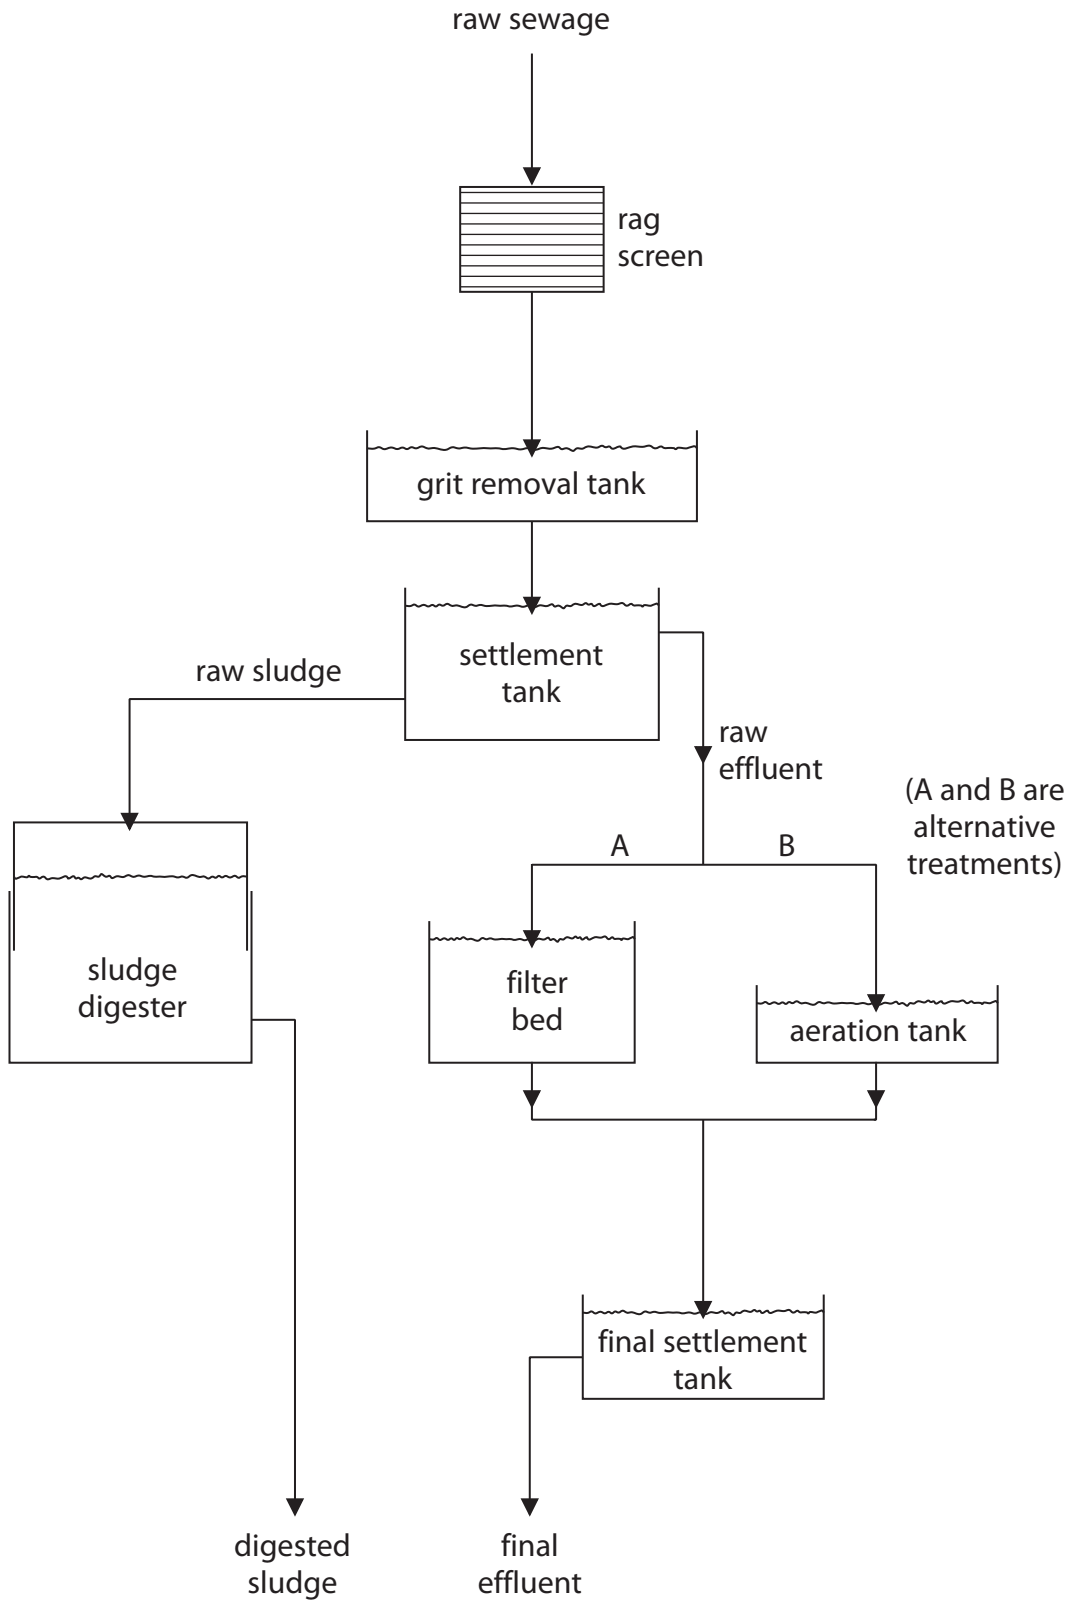 raw sewage
rag
screen
grit removal tank
settlement
tank
raw sludge
raw
effluent
(A and B are
alternative
treatments)
A
B
sludge
digester
filter
bed
aeration tank
final settlement
tank
digested
sludge
final
effluent